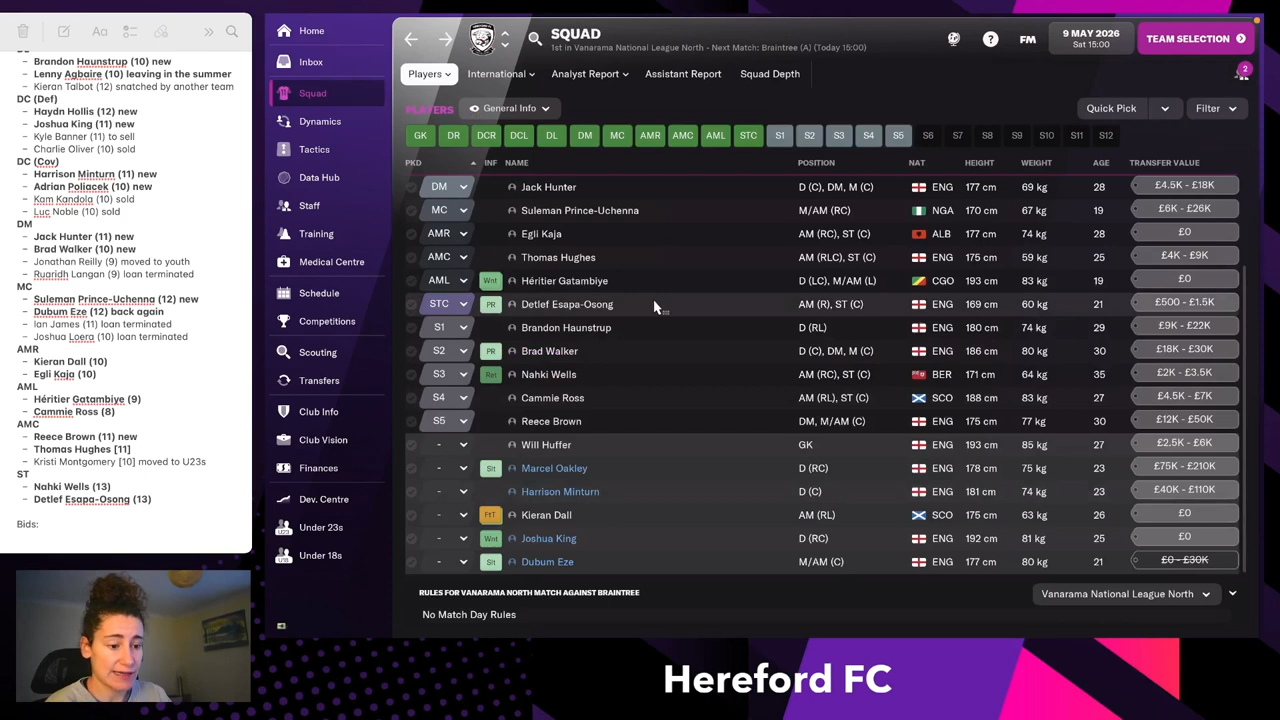 Brandon Haunstrup (10) new
Lenny Agbaire (10) leaving in the summer
Kieran Talbot (12) snatched by another team
DC (Def)
Haydn Hollis (12) new
Joshua King (11) new
Kyle Banner (11) to sell
Charlie Oliver (10) sold
DC (Cov)
Harrison Minturn (11) new
Adrian Poliacek (10) new
Kam Kandola (10) sold
Luc Noble (10) sold
DM
Jack Hunter (11) new
Brad Walker (10) new
Jonathan Reilly (9) moved to youth
Ruaridh Langan (9) loan terminated
MC
Suleman Prince-Uchenna (12) new
Dubum Eze (12) back again
Ian James (11) loan terminated
Joshua Loera (10) loan terminated
AMR
Kieran Dall (10)
Egli Kaja (10)
AML
Héritier Gatambiye (9)
Cammie Ross (8)
AMC
Reece Brown (11) new
Thomas Hughes [11]
Kristi Montgomery [10] moved to U23s
ST
Nahki Wells (13)
Detlef Esapa-Osong (13)
Bids:
Home
Inbox
Squad
Dynamics
Tactics
Data Hub
Staff
Training
Medical Centre
Schedule
Competitions
Scouting
Transfers
Club Info
Club Vision
Finances
Dev. Centre
Under 23s
Under 18s
SQUAD
1st in Vanarama National League North - Next Match: Braintree (A) (Today 15:00)
FM
9 MAY 2026
Sat 15:00
TEAM SELECTION
Players International Analyst Report Assistant Report Squad Depth 2
PLAYERS General Info Quick Pick Filter
GK DR DCR DCL DL DM MC AMR AMC AML STC S1 S2 S3 S4 S5 S6 S7 S8 S9 S10 S11 S12
PKD INF NAME POSITION NAT HEIGHT WEIGHT AGE TRANSFER VALUE
DM Jack Hunter D (C), DM, M (C) ENG 177 cm 69 kg 28 £4.5K - £18K
MC Suleman Prince-Uchenna M/AM (RC) NGA 170 cm 67 kg 19 £6K - £26K
AMR Egli Kaja AM (RC), ST (C) ALB 177 cm 74 kg 28 £0
AMC Thomas Hughes AM (RLC), ST (C) ENG 175 cm 59 kg 25 £4K - £9K
AML Wnt Héritier Gatambiye D (LC), M/AM (L) CGO 193 cm 83 kg 19 £0
STC PR Detlef Esapa-Osong AM (R), ST (C) ENG 169 cm 60 kg 21 £500 - £1.5K
S1 Brandon Haunstrup D (RL) ENG 180 cm 74 kg 29 £9K - £22K
S2 PR Brad Walker D (C), DM, M (C) ENG 186 cm 80 kg 30 £18K - £30K
S3 Ret Nahki Wells AM (RC), ST (C) BER 171 cm 64 kg 35 £2K - £3.5K
S4 Cammie Ross AM (RL), ST (C) SCO 188 cm 83 kg 27 £4.5K - £7K
S5 Reece Brown DM, M/AM (C) ENG 175 cm 77 kg 30 £12K - £50K
- Will Huffer GK ENG 193 cm 85 kg 27 £2.5K - £6K
- Slt Marcel Oakley D (RC) ENG 178 cm 75 kg 23 £75K - £210K
- Harrison Minturn D (C) ENG 181 cm 74 kg 23 £40K - £110K
- FtT Kieran Dall AM (RL) SCO 175 cm 63 kg 26 £0
- Wnt Joshua King D (RC) ENG 192 cm 81 kg 25 £0
- Slt Dubum Eze M/AM (C) ENG 177 cm 80 kg 21 £0 - £30K
RULES FOR VANARAMA NATIONAL LEAGUE NORTH MATCH AGAINST BRAINTREE Vanarama National League North
No Match Day Rules
Hereford FC